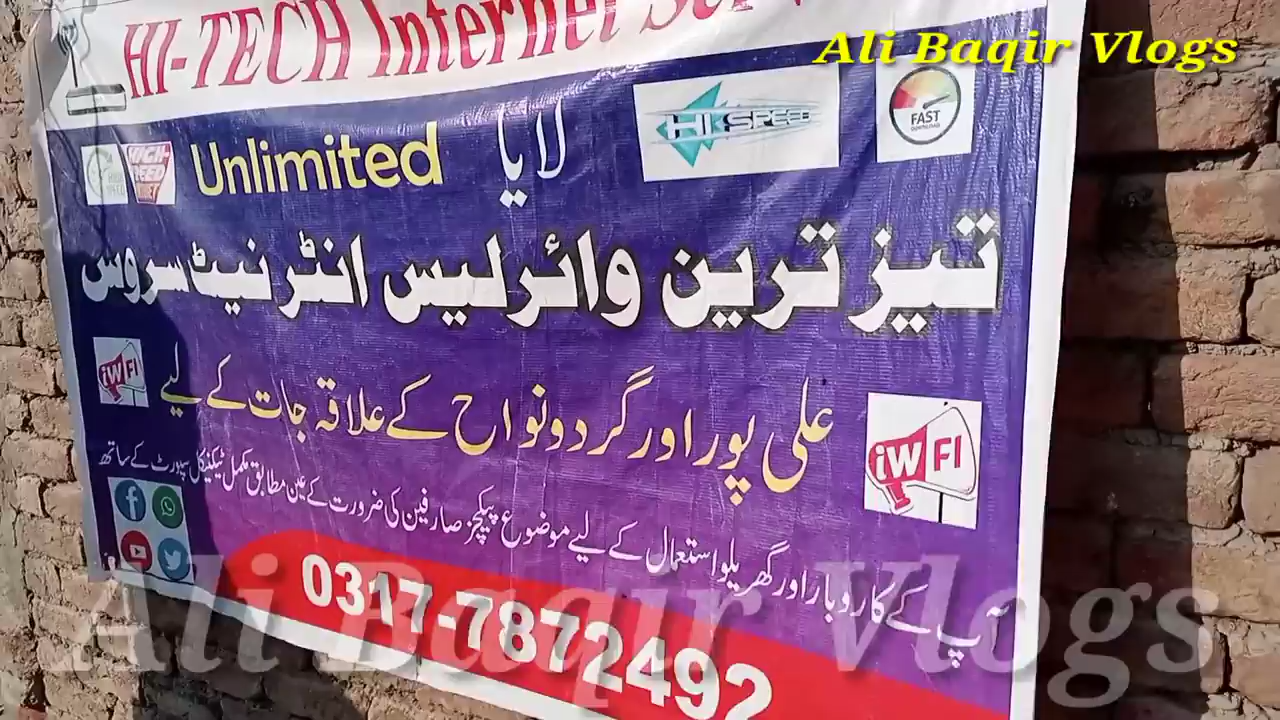 Ali Baqir Vlogs
HI-TECH Internet
Unlimited لایا
HI-SPEED
FAST
تیز ترین وائرلیس انٹرنیٹ سروس
علی پور اور گردونواح کے علاقہ جات کے لیے
iWFI
iWFI
آپ کے کاروبار اور گھریلو استعمال کے لیے موضوع پیکجز صارفین کی ضرورت کے عین مطابق مکمل ٹیکنیکل سپورٹ کے ساتھ
0317-7872492
Ali Baqir Vlogs